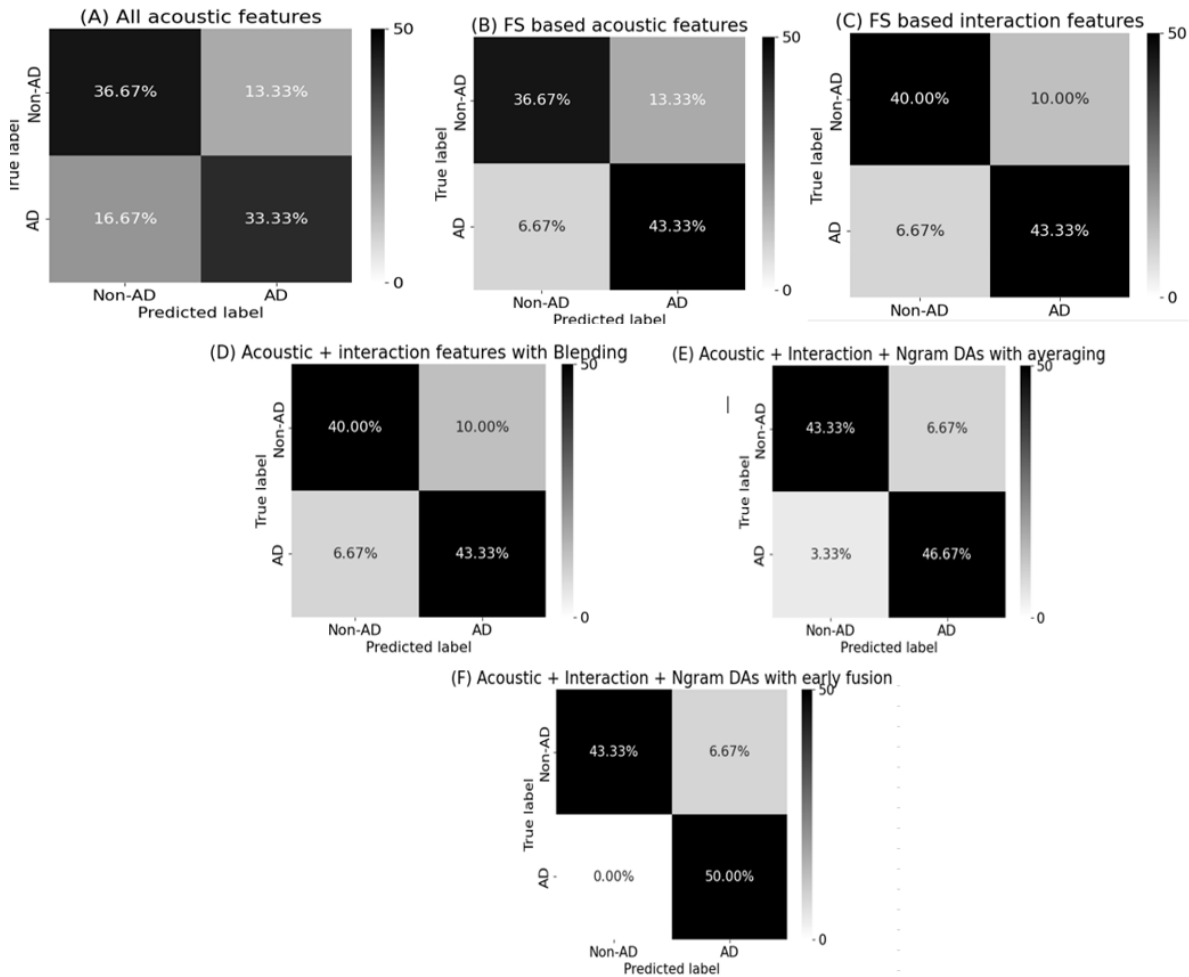 (A) All acoustic features
50
Non-AD
36.67%
13.33%
True label
AD
16.67%
33.33%
0
Non-AD
AD
Predicted label
(B) FS based acoustic features
50
Non-AD
36.67%
13.33%
True label
AD
6.67%
43.33%
0
Non-AD
AD
Predicted label
(C) FS based interaction features
50
Non-AD
40.00%
10.00%
True label
AD
6.67%
43.33%
0
Non-AD
AD
(D) Acoustic + interaction features with Blending
50
Non-AD
40.00%
10.00%
True label
AD
6.67%
43.33%
0
Non-AD
AD
Predicted label
(E) Acoustic + Interaction + Ngram DAs with averaging
50
Non-AD
43.33%
6.67%
True label
AD
3.33%
46.67%
0
Non-AD
AD
Predicted label
(F) Acoustic + Interaction + Ngram DAs with early fusion
50
Non-AD
43.33%
6.67%
True label
AD
0.00%
50.00%
0
Non-AD
AD
Predicted label